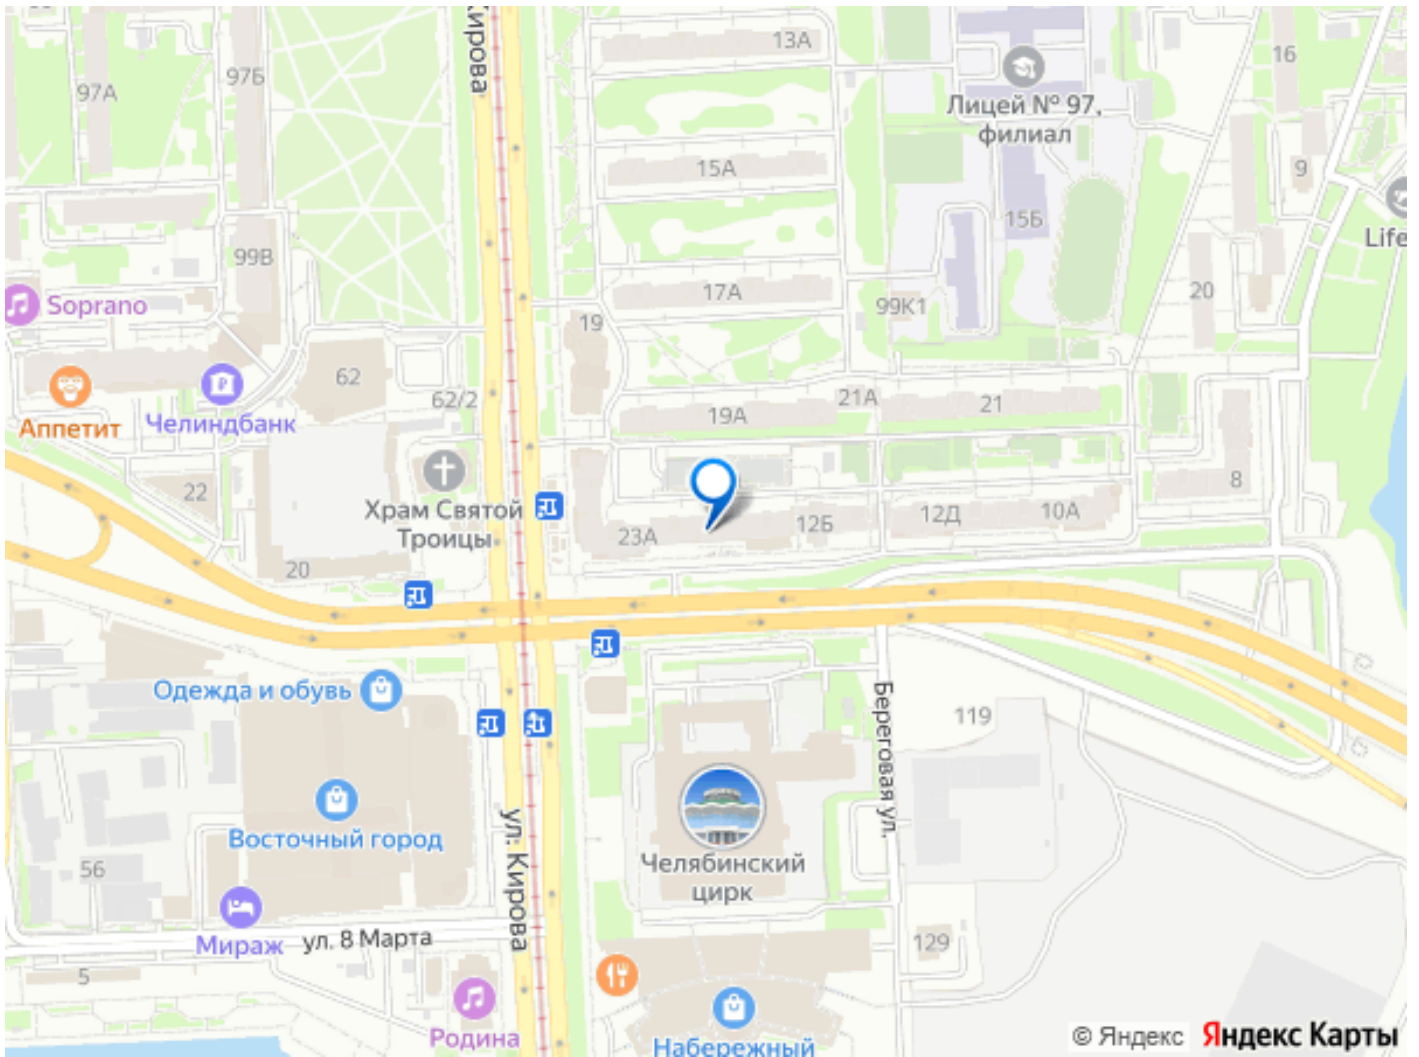 Кирова
13А
16
97Б
97А
Лицей № 97,
филиал
15А
9
15Б
Life
99В
17А
20
Soprano
99К1
19
62
62/2
21А
21
19А
Аппетит
Челиндбанк
8
22
Храм Святой
Троицы
12Б
12Д
10А
23А
20
Одежда и обувь
119
Береговая ул.
Восточный город
ул. Кирова
Челябинский
цирк
56
Мираж
ул. 8 Марта
129
5
Родина
Набережный
© Яндекс Яндекс Карты